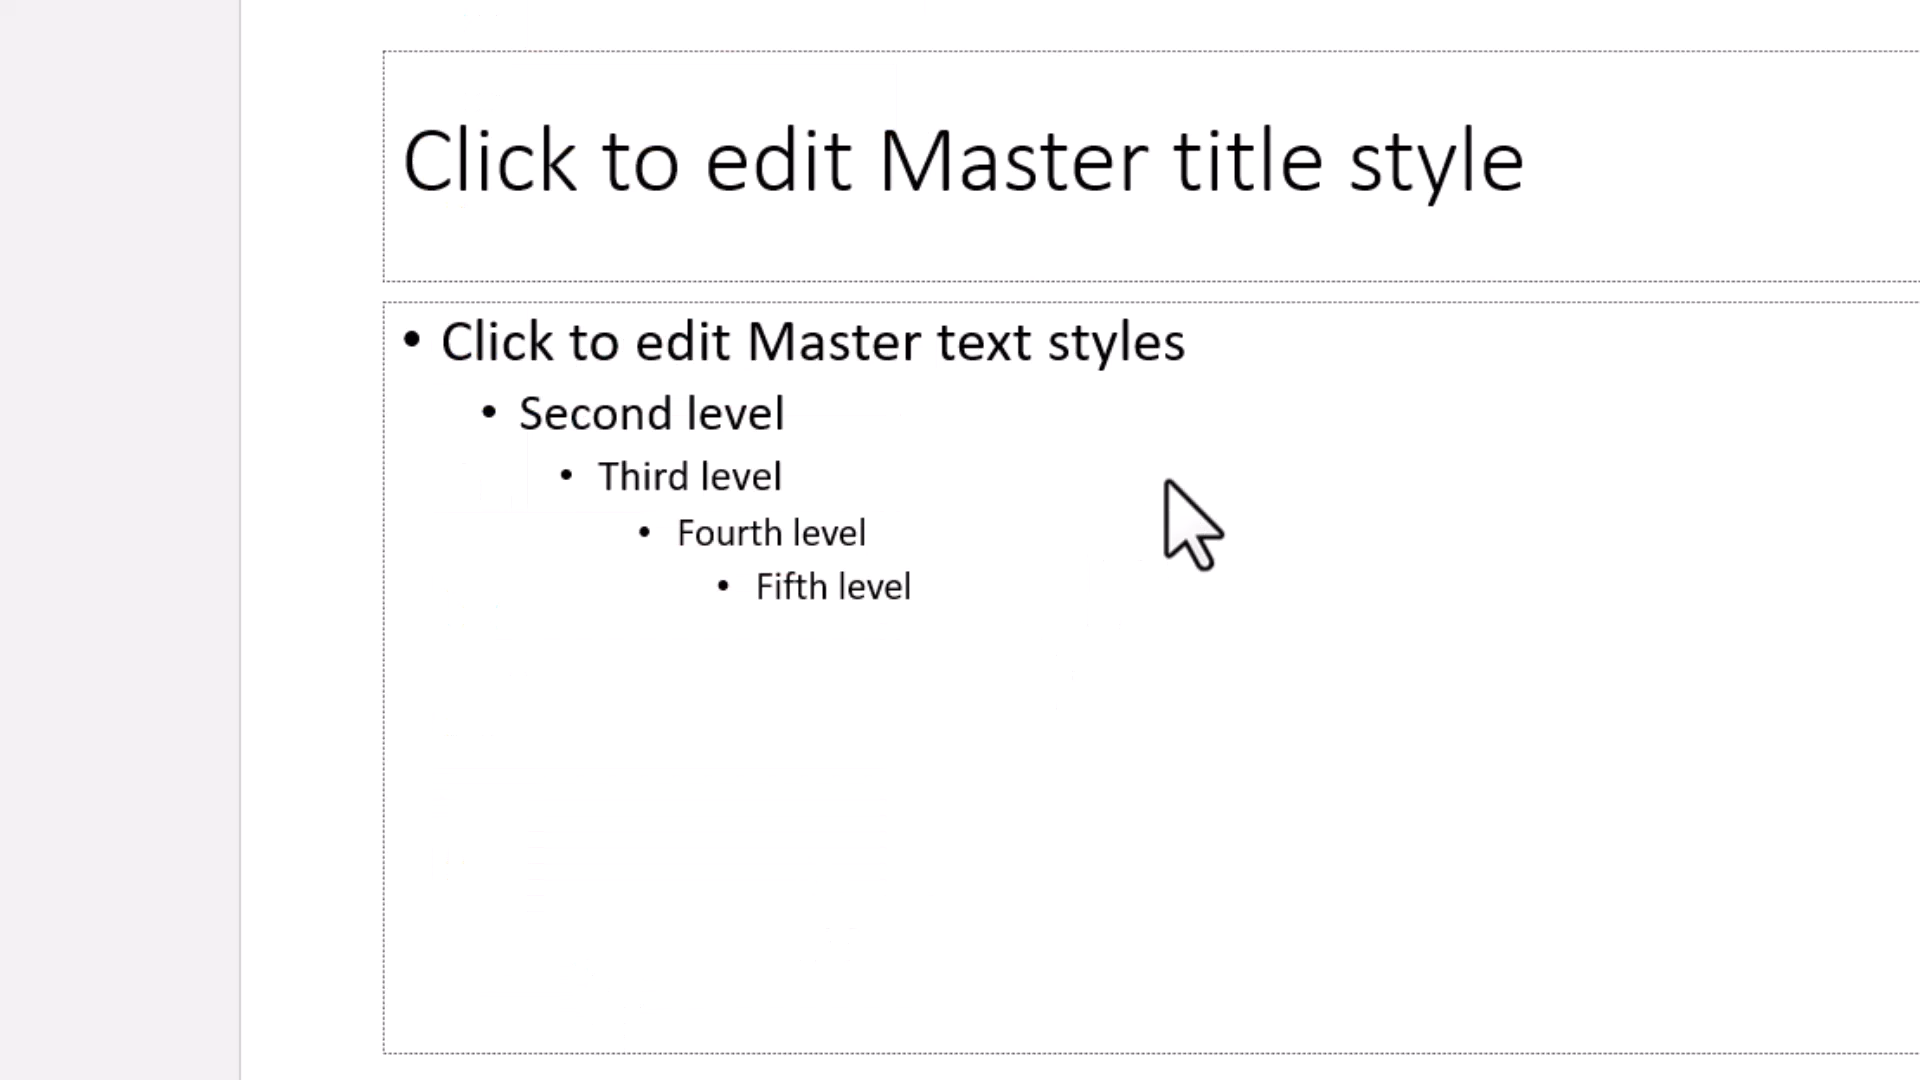 Click to edit Master title style
• Click to edit Master text styles
• Second level
• Third level
• Fourth level
• Fifth level